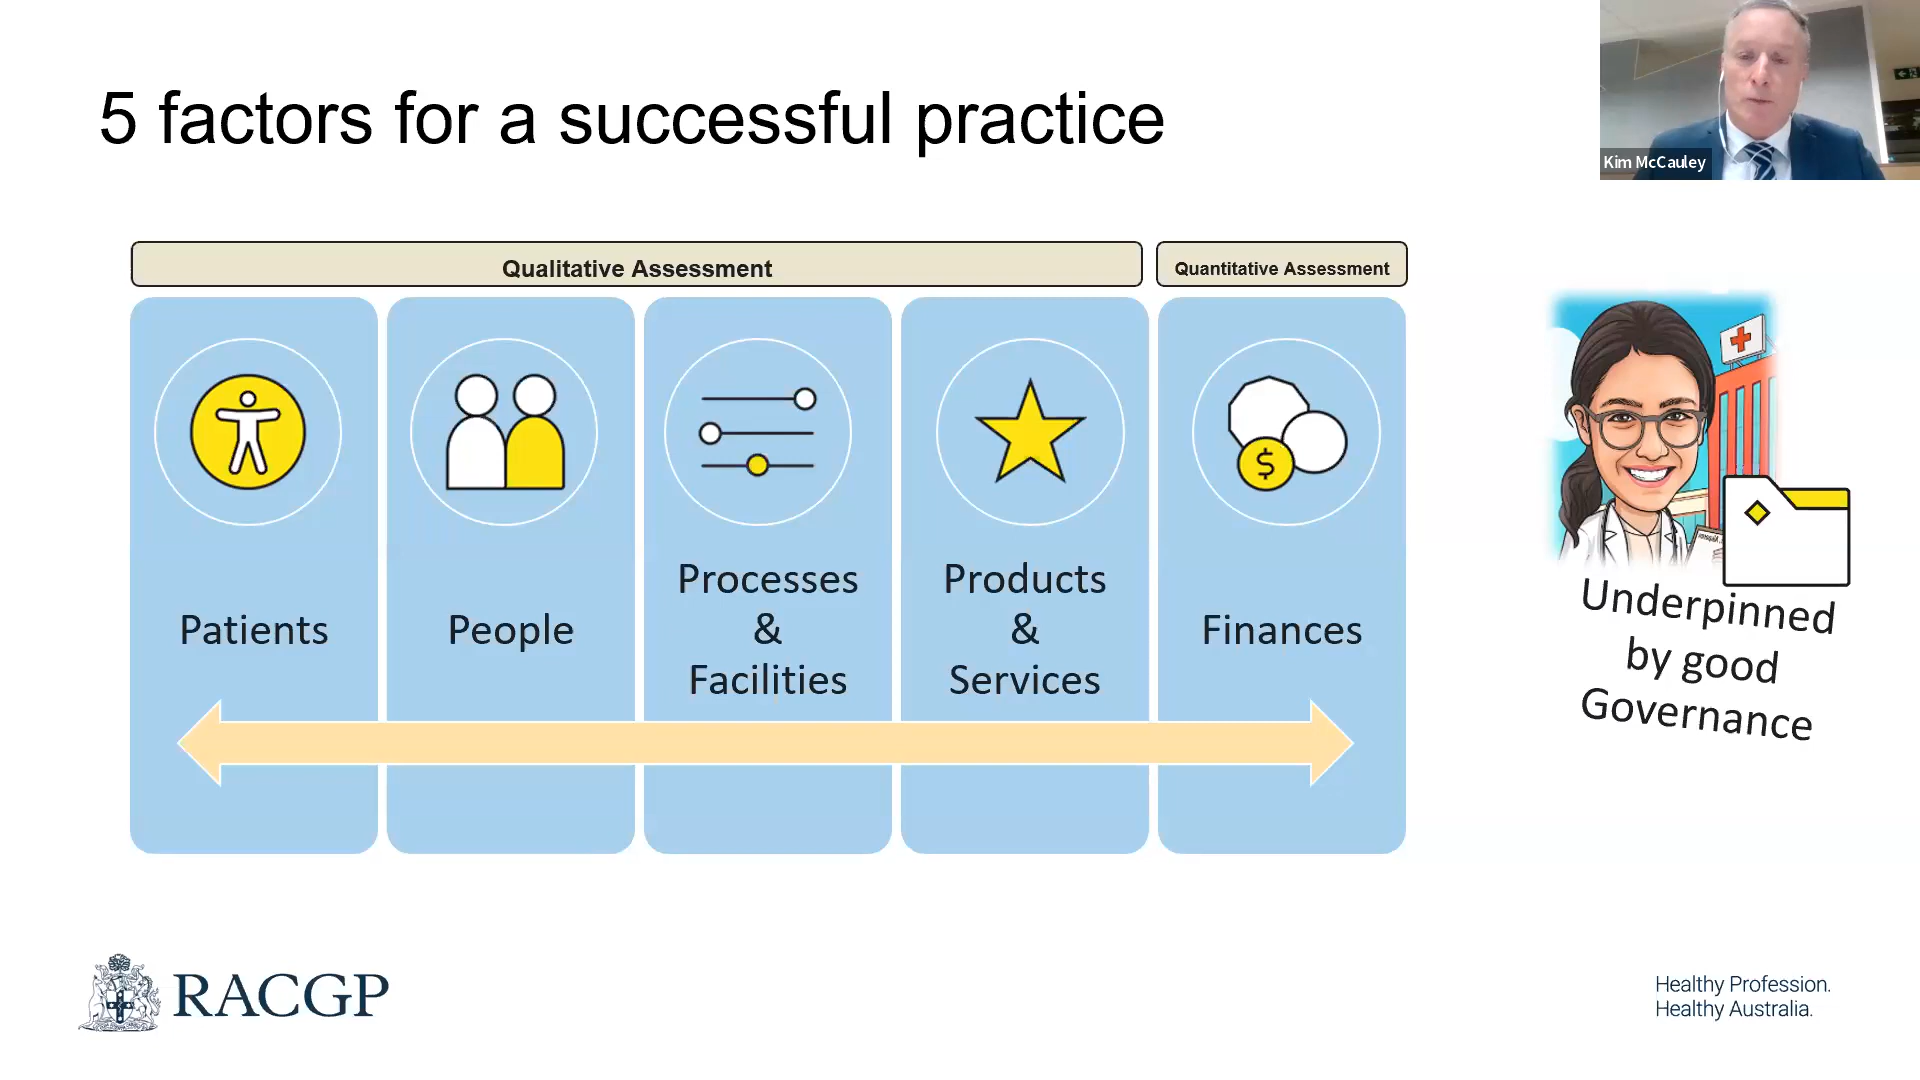 5 factors for a successful practice
Kim McCauley
Qualitative Assessment
Quantitative Assessment
Patients
People
Processes
&
Facilities
Products
&
Services
$
Finances
Underpinned
by good
Governance
RACGP
Healthy Profession.
Healthy Australia.